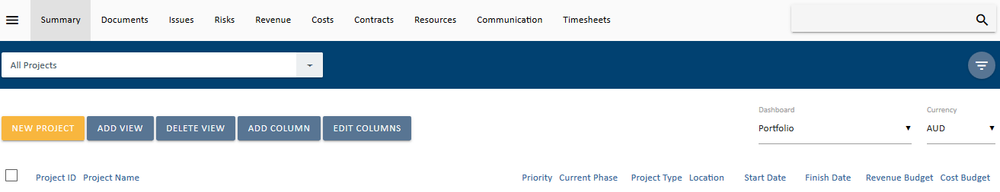 Summary Documents Issues Risks Revenue Costs Contracts Resources Communication Timesheets
All Projects
Dashboard Currency
NEW PROJECT ADD VIEW DELETE VIEW ADD COLUMN EDIT COLUMNS Portfolio AUD
Project ID Project Name Priority Current Phase Project Type Location Start Date Finish Date Revenue Budget Cost Budget